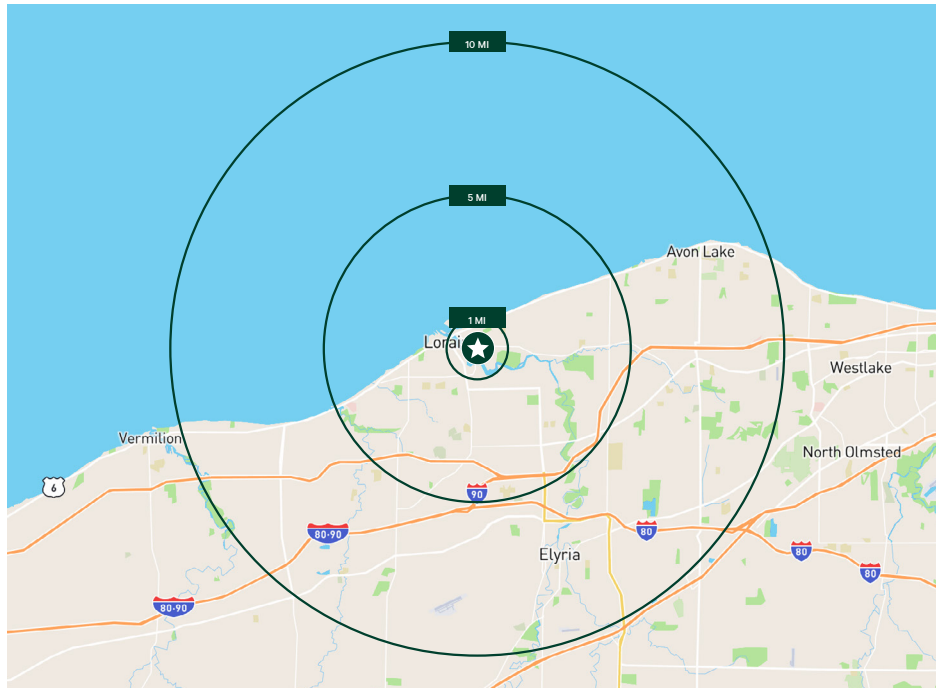 10 MI
5 MI
Avon Lake
1 MI
Lorai
Westlake
Vermilion
North Olmsted
6
90
80-90
80
Elyria
80
80
80-90